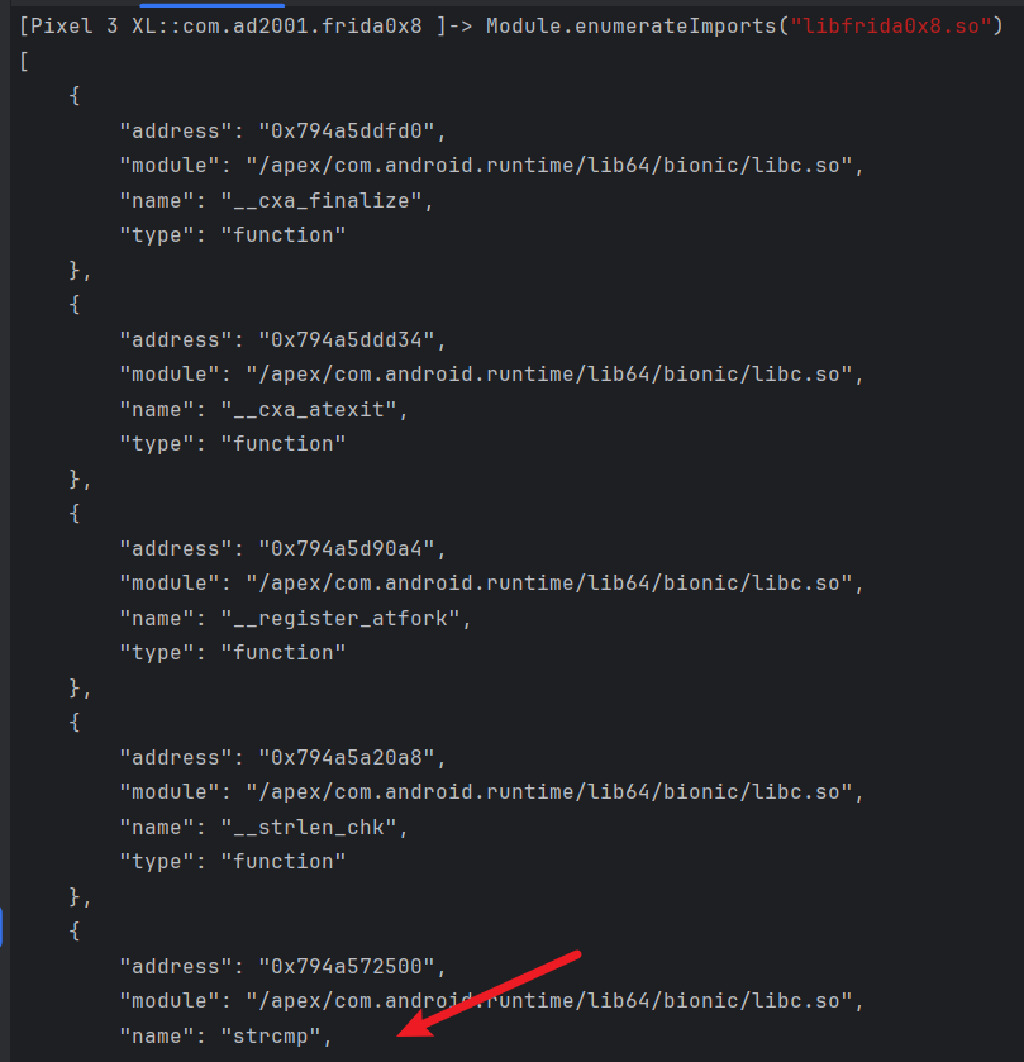 [Pixel 3 XL::com.ad2001.frida0x8 ]-> Module.enumerateImports("libfrida0x8.so")
[
    {
        "address": "0x794a5ddfd0",
        "module": "/apex/com.android.runtime/lib64/bionic/libc.so",
        "name": "__cxa_finalize",
        "type": "function"
    },
    {
        "address": "0x794a5ddd34",
        "module": "/apex/com.android.runtime/lib64/bionic/libc.so",
        "name": "__cxa_atexit",
        "type": "function"
    },
    {
        "address": "0x794a5d90a4",
        "module": "/apex/com.android.runtime/lib64/bionic/libc.so",
        "name": "__register_atfork",
        "type": "function"
    },
    {
        "address": "0x794a5a20a8",
        "module": "/apex/com.android.runtime/lib64/bionic/libc.so",
        "name": "__strlen_chk",
        "type": "function"
    },
    {
        "address": "0x794a572500",
        "module": "/apex/com.android.runtime/lib64/bionic/libc.so",
        "name": "strcmp",